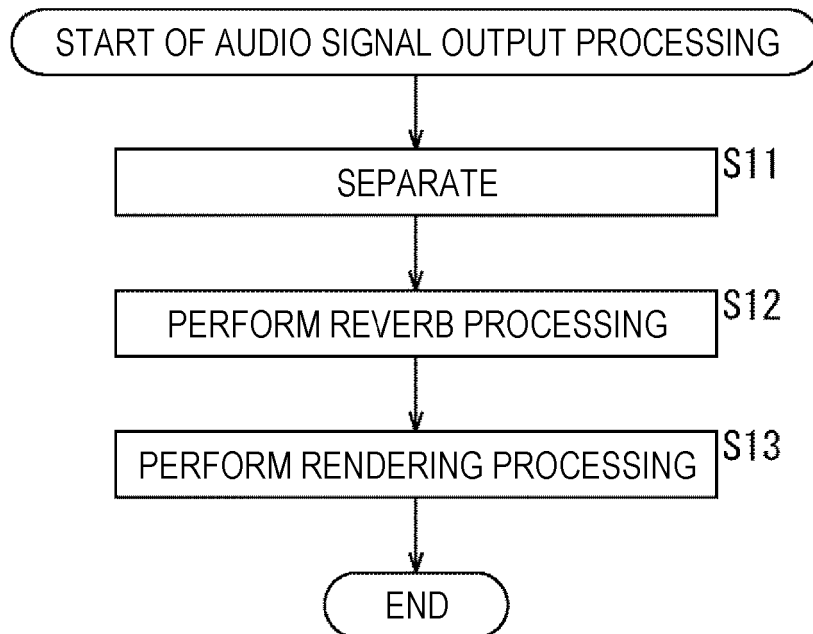 START OF AUDIO SIGNAL OUTPUT PROCESSING
SEPARATE
S11
PERFORM REVERB PROCESSING
S12
PERFORM RENDERING PROCESSING
S13
END